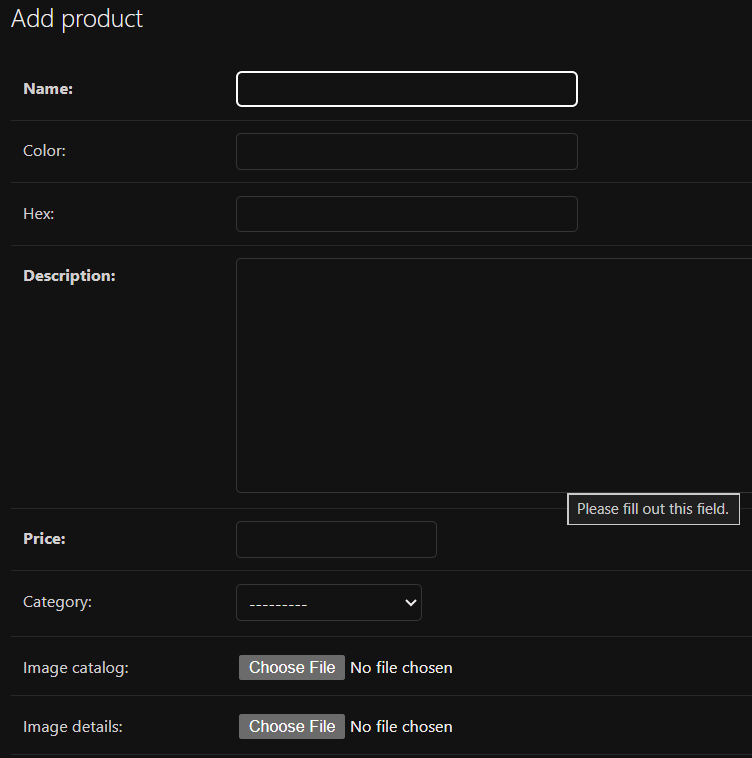 Add product
Name:
Color:
Hex:
Description:
Please fill out this field.
Price:
Category: ---------
Image catalog: Choose File No file chosen
Image details: Choose File No file chosen